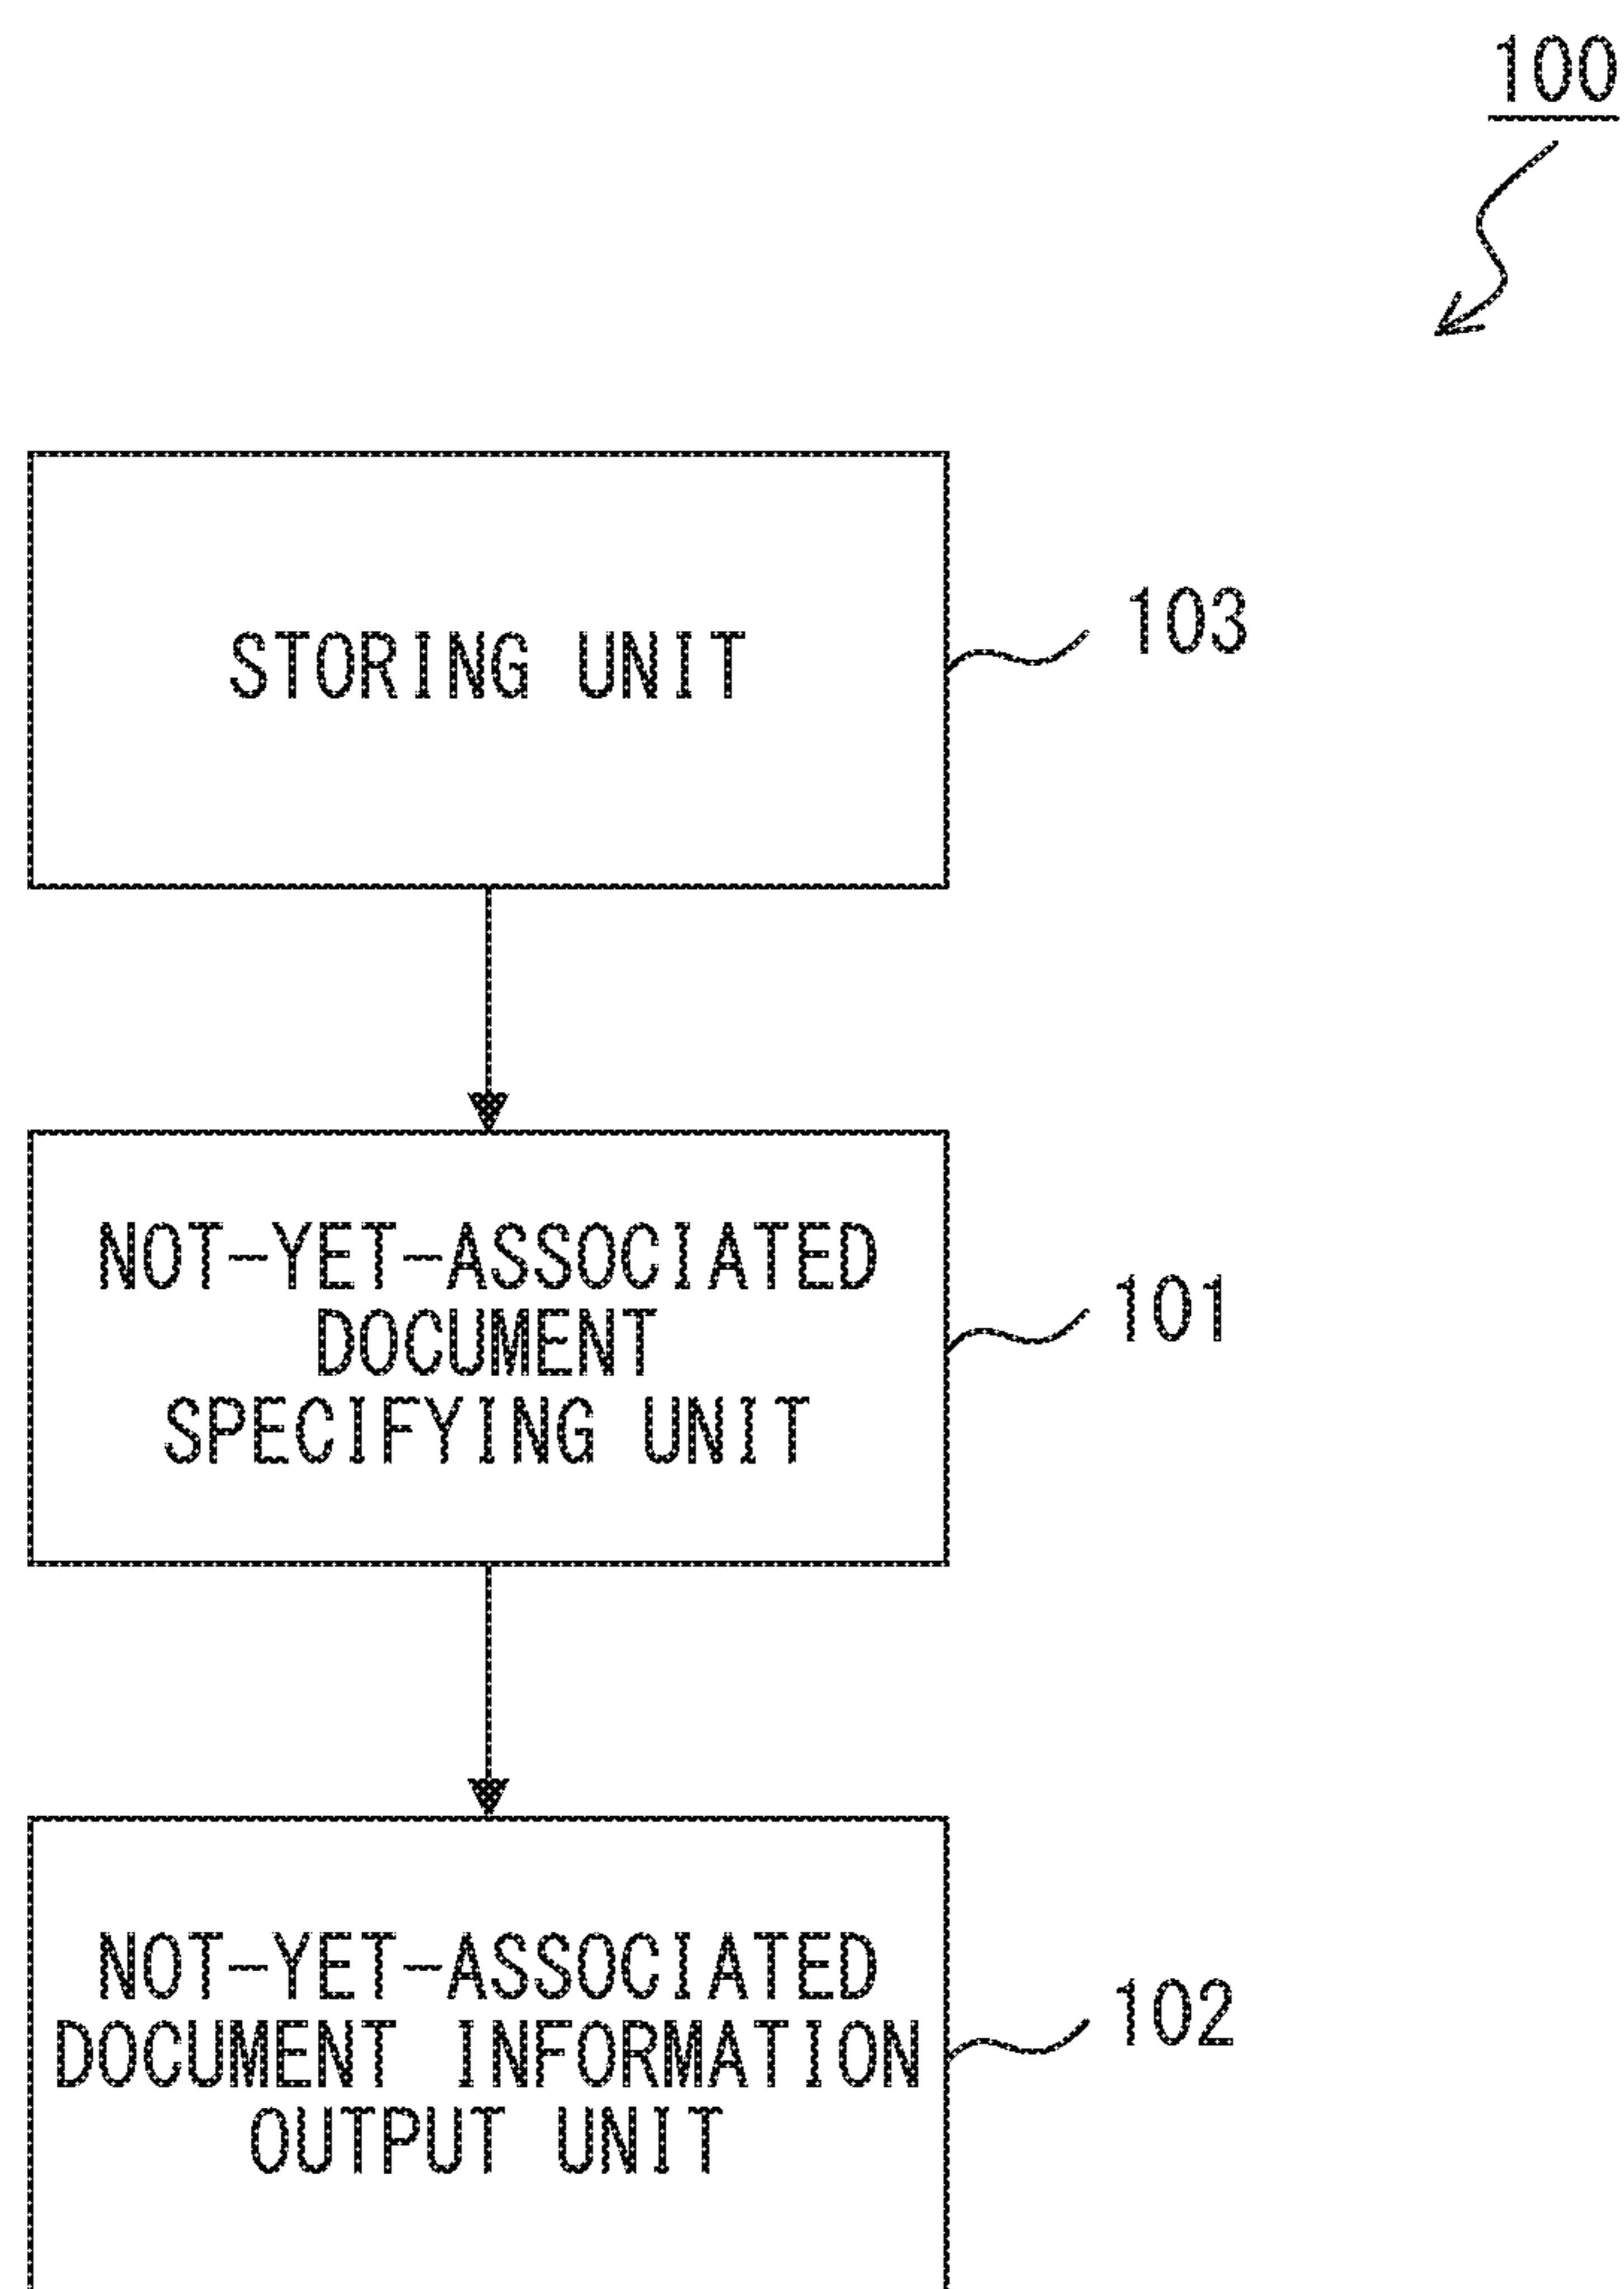 100
STORING UNIT
103
NOT-YET-ASSOCIATED
DOCUMENT
SPECIFYING UNIT
101
NOT-YET-ASSOCIATED
DOCUMENT INFORMATION
OUTPUT UNIT
102